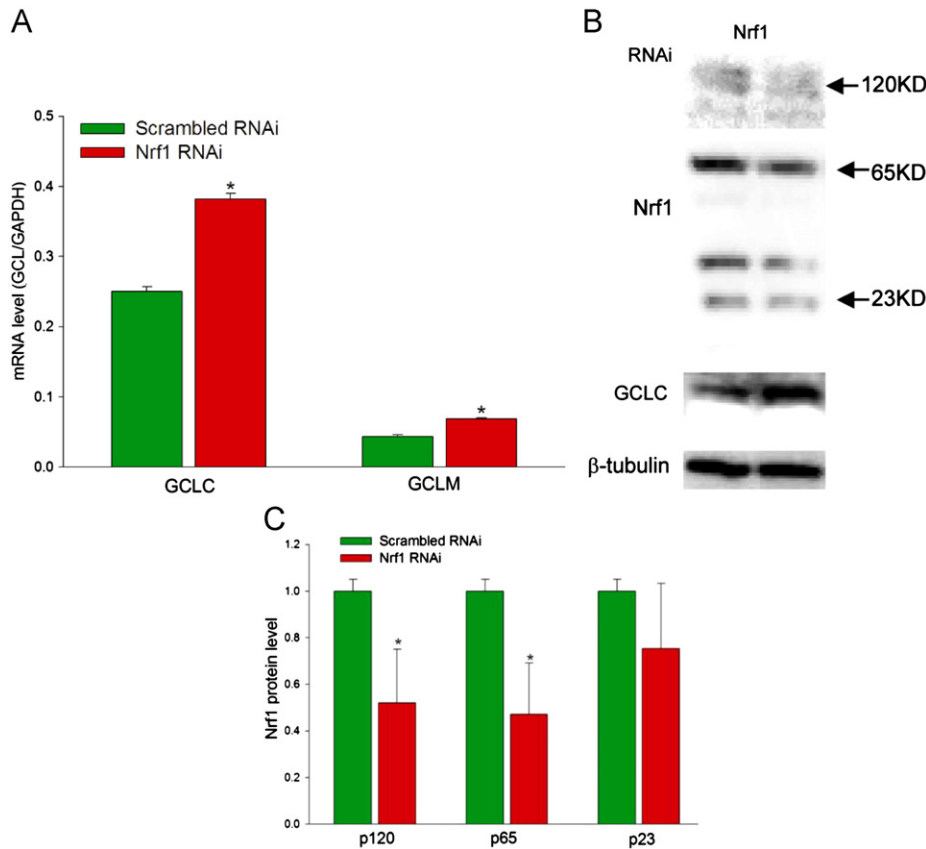 A
mRNA level (GCL/GAPDH)
0.5
0.4
0.3
0.2
0.1
0.0
Scrambled RNAi
Nrf1 RNAi
*
*
GCLC
GCLM
B
Nrf1
RNAi
120KD
65KD
Nrf1
23KD
GCLC
β-tubulin
C
Nrf1 protein level
1.2
1.0
0.8
0.6
0.4
0.2
0.0
Scrambled RNAi
Nrf1 RNAi
*
*
p120
p65
p23